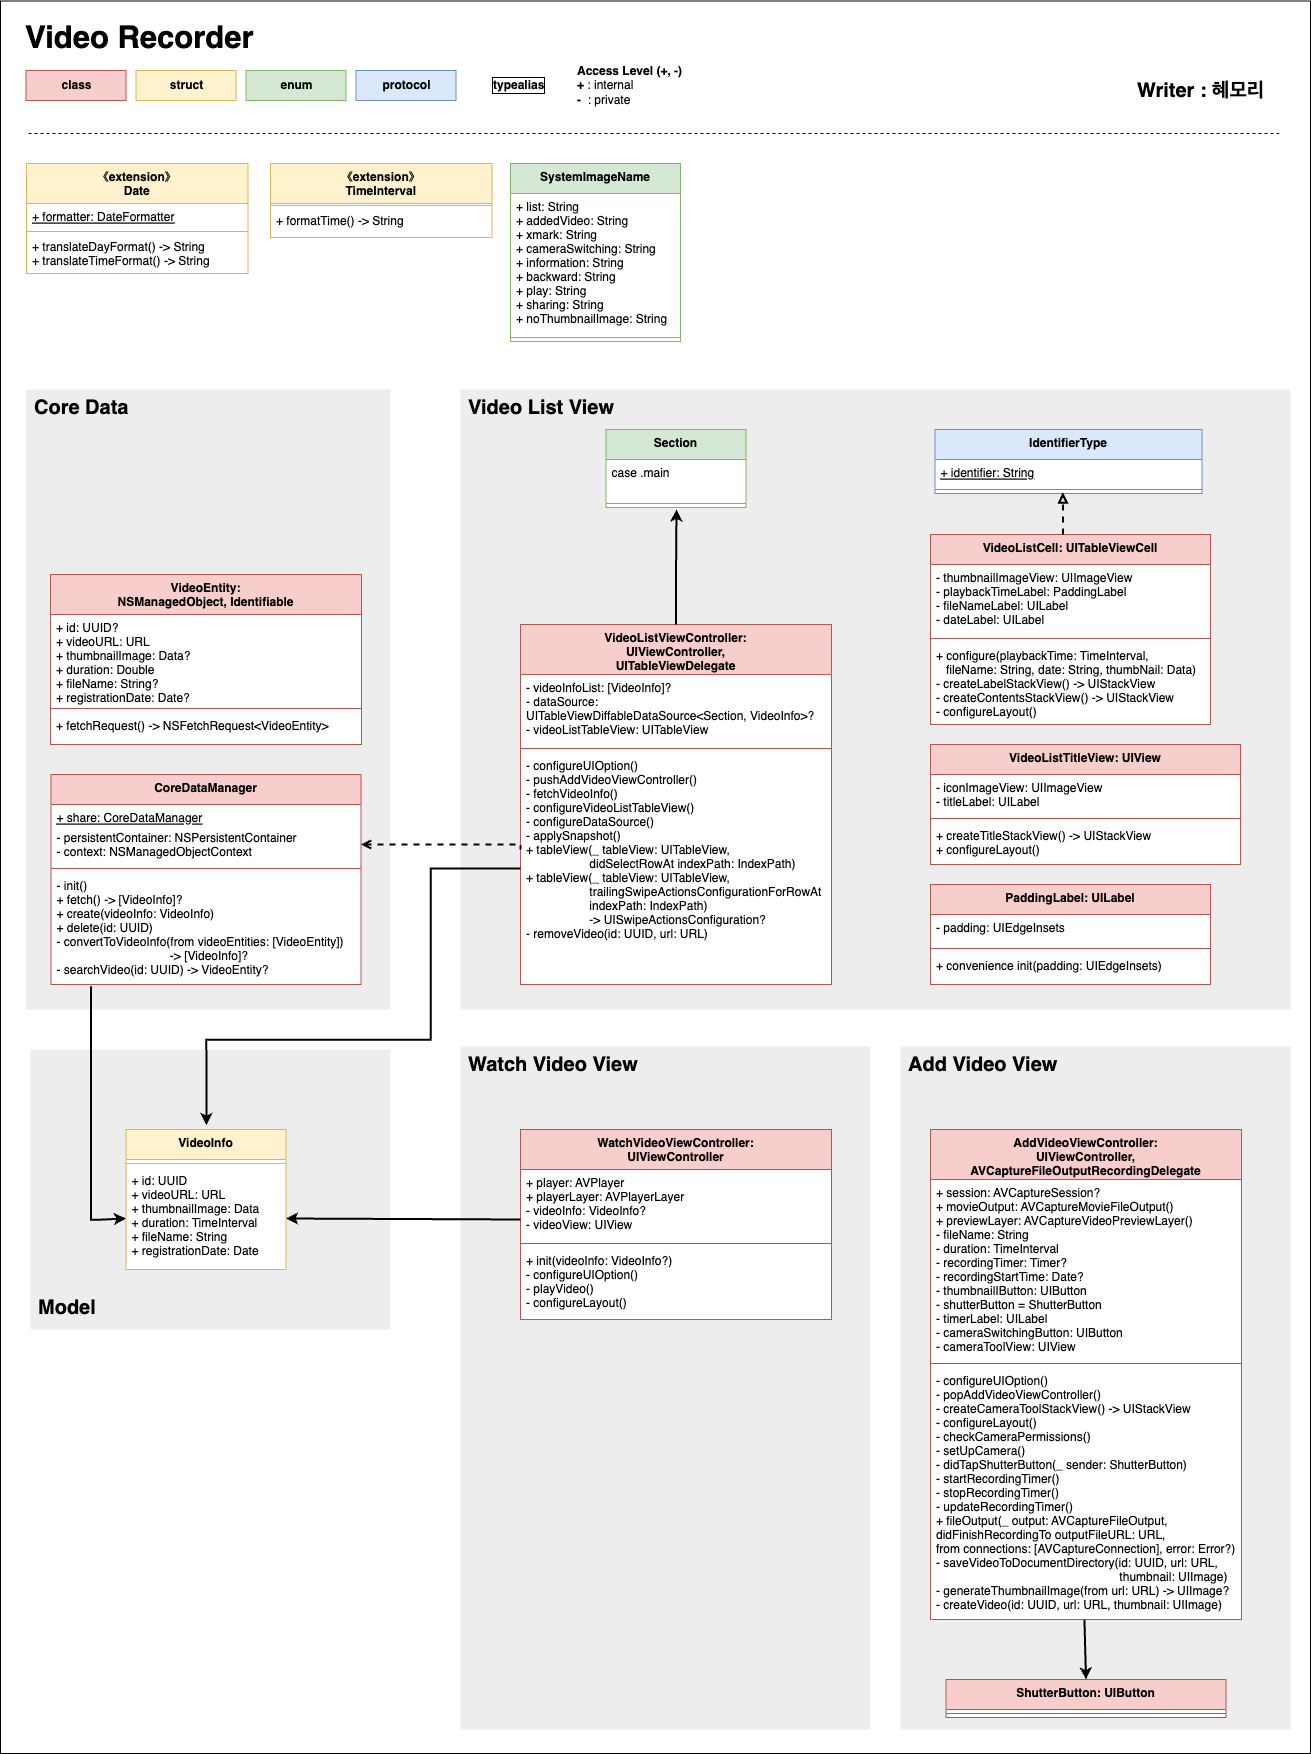 Video Recorder
class
struct
enum
protocol
typealias
Access Level (+, -)
+ : internal
- : private
Writer : 혜모리
《extension》
Date
+ formatter: DateFormatter
+ translateDayFormat() -> String
+ translateTimeFormat() -> String
《extension》
TimeInterval
+ formatTime() -> String
SystemImageName
+ list: String
+ addedVideo: String
+ xmark: String
+ cameraSwitching: String
+ information: String
+ backward: String
+ play: String
+ sharing: String
+ noThumbnailImage: String
Core Data
VideoEntity:
NSManagedObject, Identifiable
+ id: UUID?
+ videoURL: URL
+ thumbnailImage: Data?
+ duration: Double
+ fileName: String?
+ registrationDate: Date?
+ fetchRequest() -> NSFetchRequest<VideoEntity>
CoreDataManager
+ share: CoreDataManager
- persistentContainer: NSPersistentContainer
- context: NSManagedObjectContext
- init()
+ fetch() -> [VideoInfo]?
+ create(videoInfo: VideoInfo)
+ delete(id: UUID)
- convertToVideoInfo(from videoEntities: [VideoEntity])
-> [VideoInfo]?
- searchVideo(id: UUID) -> VideoEntity?
Video List View
Section
case .main
IdentifierType
+ identifier: String
VideoListViewController:
UIViewController,
UITableViewDelegate
- videoInfoList: [VideoInfo]?
- dataSource:
UITableViewDiffableDataSource<Section, VideoInfo>?
- videoListTableView: UITableView
- configureUIOption()
- pushAddVideoViewController()
- fetchVideoInfo()
- configureVideoListTableView()
- configureDataSource()
- applySnapshot()
+ tableView(_ tableView: UITableView,
didSelectRowAt indexPath: IndexPath)
+ tableView(_ tableView: UITableView,
trailingSwipeActionsConfigurationForRowAt
indexPath: IndexPath)
-> UISwipeActionsConfiguration?
- removeVideo(id: UUID, url: URL)
VideoListCell: UITableViewCell
- thumbnailImageView: UIImageView
- playbackTimeLabel: PaddingLabel
- fileNameLabel: UILabel
- dateLabel: UILabel
+ configure(playbackTime: TimeInterval,
fileName: String, date: String, thumbNail: Data)
- createLabelStackView() -> UIStackView
- createContentsStackView() -> UIStackView
- configureLayout()
VideoListTitleView: UIView
- iconImageView: UIImageView
- titleLabel: UILabel
+ createTitleStackView() -> UIStackView
+ configureLayout()
PaddingLabel: UILabel
- padding: UIEdgeInsets
+ convenience init(padding: UIEdgeInsets)
VideoInfo
+ id: UUID
+ videoURL: URL
+ thumbnailImage: Data
+ duration: TimeInterval
+ fileName: String
+ registrationDate: Date
Model
Watch Video View
WatchVideoViewController:
UIViewController
+ player: AVPlayer
+ playerLayer: AVPlayerLayer
- videoInfo: VideoInfo?
- videoView: UIView
+ init(videoInfo: VideoInfo?)
- configureUIOption()
- playVideo()
- configureLayout()
Add Video View
AddVideoViewController:
UIViewController,
AVCaptureFileOutputRecordingDelegate
+ session: AVCaptureSession?
+ movieOutput: AVCaptureMovieFileOutput()
+ previewLayer: AVCaptureVideoPreviewLayer()
- fileName: String
- duration: TimeInterval
- recordingTimer: Timer?
- recordingStartTime: Date?
- thumbnaillButton: UIButton
- shutterButton = ShutterButton
- timerLabel: UILabel
- cameraSwitchingButton: UIButton
- cameraToolView: UIView
- configureUIOption()
- popAddVideoViewController()
- createCameraToolStackView() -> UIStackView
- configureLayout()
- checkCameraPermissions()
- setUpCamera()
- didTapShutterButton(_ sender: ShutterButton)
- startRecordingTimer()
- stopRecordingTimer()
- updateRecordingTimer()
+ fileOutput(_ output: AVCaptureFileOutput,
didFinishRecordingTo outputFileURL: URL,
from connections: [AVCaptureConnection], error: Error?)
- saveVideoToDocumentDirectory(id: UUID, url: URL,
thumbnail: UIImage)
- generateThumbnailImage(from url: URL) -> UIImage?
- createVideo(id: UUID, url: URL, thumbnail: UIImage)
ShutterButton: UIButton